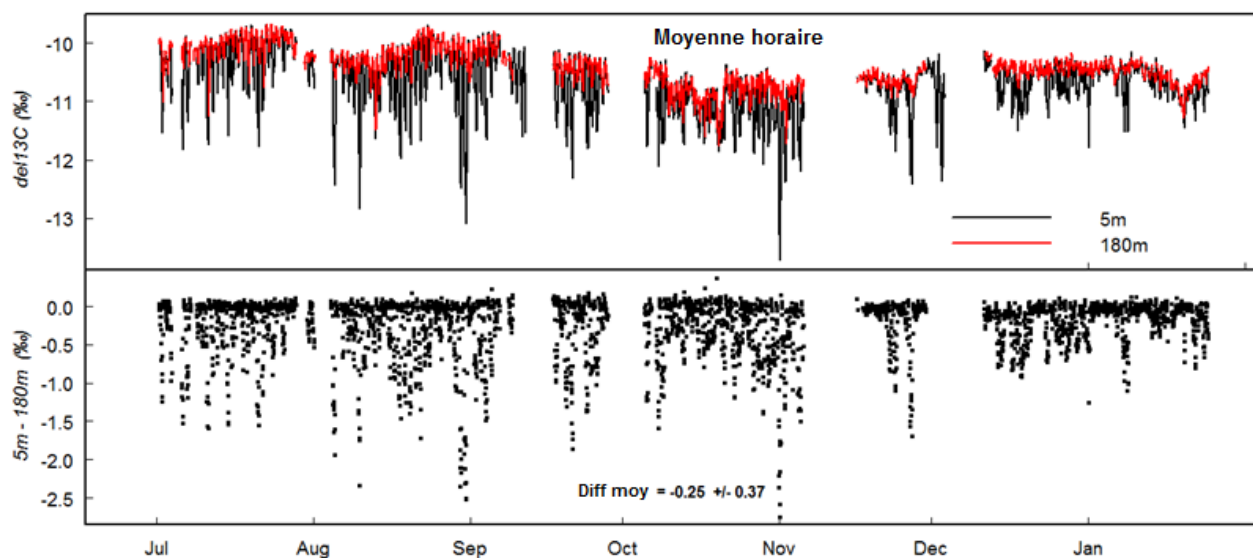 Moyenne horaire
del13C (‰)
-10
-11
-12
-13
5m
180m
5m - 180m (‰)
0.0
-0.5
-1.0
-1.5
-2.0
-2.5
Diff moy = -0.25 +/- 0.37
Jul Aug Sep Oct Nov Dec Jan